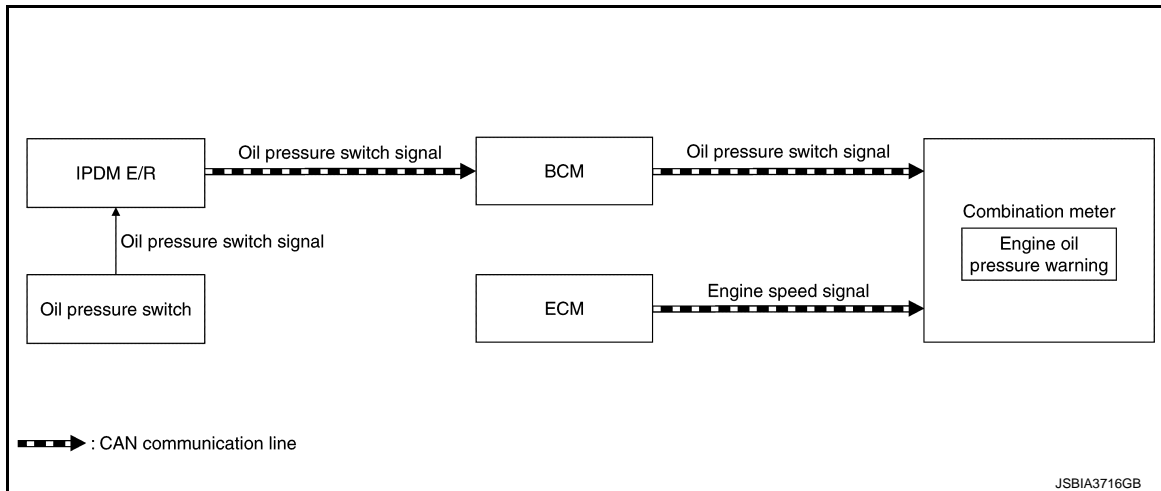 Oil pressure switch signal
Oil pressure switch signal
IPDM E/R
BCM
Combination meter
Engine oil
pressure warning
Oil pressure switch signal
Oil pressure switch
ECM
Engine speed signal
: CAN communication line
JSBIA3716GB